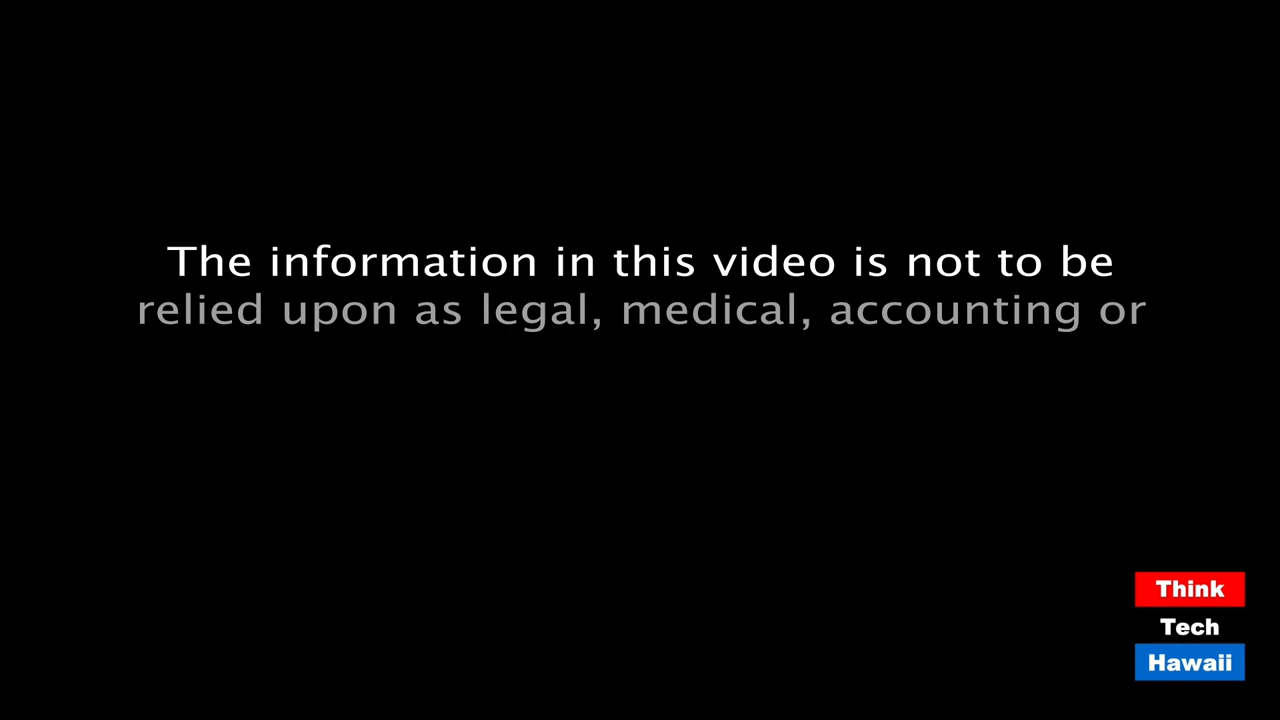 The information in this video is not to be
relied upon as legal, medical, accounting or
Think
Tech
Hawaii